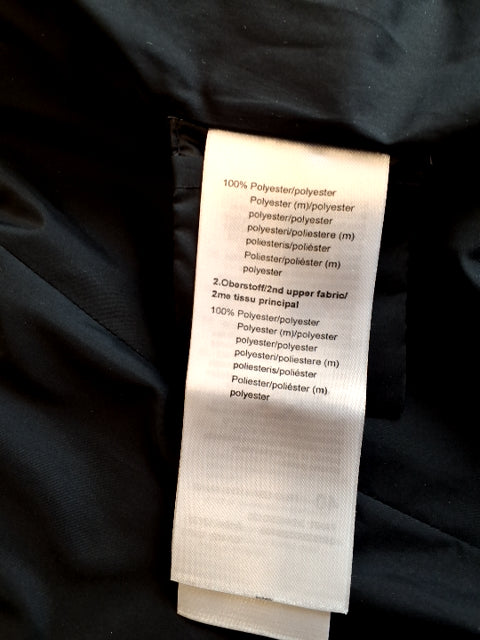 100% Polyester/polyester
Polyester (m)/polyester
polyester/polyester
polyesteri/poliestere (m)
poliesteris/poliéster
Poliester/poliéster (m)
polyester
2.Oberstoff/2nd upper fabric/
2me tissu principal
100% Polyester/polyester
Polyester (m)/polyester
polyester/polyester
polyesteri/poliestere (m)
poliesteris/poliéster
Poliester/poliéster (m)
polyester